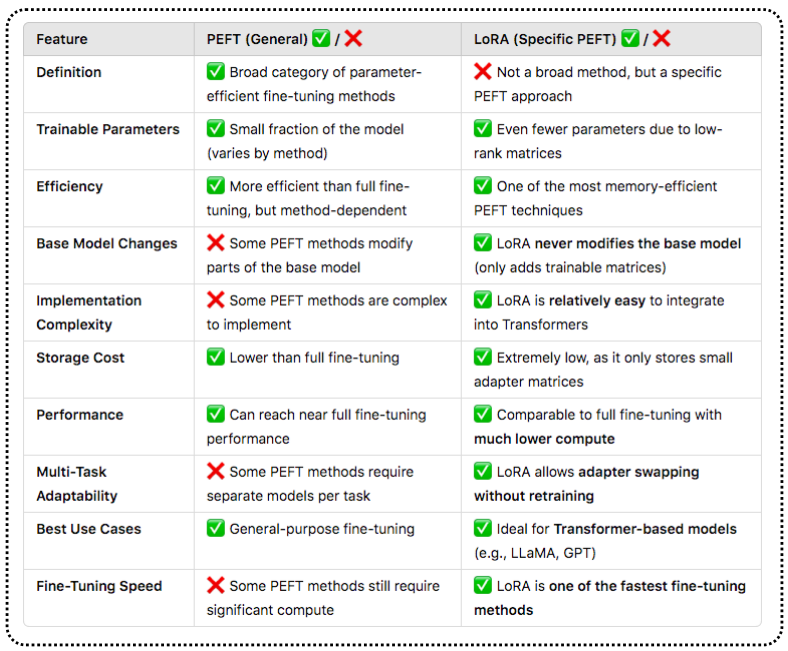 Feature PEFT (General) ✅ / ❌ LoRA (Specific PEFT) ✅ / ❌
Definition ✅ Broad category of parameter-
efficient fine-tuning methods
❌ Not a broad method, but a specific
PEFT approach
Trainable Parameters ✅ Small fraction of the model
(varies by method)
✅ Even fewer parameters due to low-
rank matrices
Efficiency ✅ More efficient than full fine-
tuning, but method-dependent
✅ One of the most memory-efficient
PEFT techniques
Base Model Changes ❌ Some PEFT methods modify
parts of the base model
✅ LoRA never modifies the base model
(only adds trainable matrices)
Implementation
Complexity
❌ Some PEFT methods are complex
to implement
✅ LoRA is relatively easy to integrate
into Transformers
Storage Cost ✅ Lower than full fine-tuning
✅ Extremely low, as it only stores small
adapter matrices
Performance ✅ Can reach near full fine-tuning
performance
✅ Comparable to full fine-tuning with
much lower compute
Multi-Task
Adaptability
❌ Some PEFT methods require
separate models per task
✅ LoRA allows adapter swapping
without retraining
Best Use Cases ✅ General-purpose fine-tuning
✅ Ideal for Transformer-based models
(e.g., LLaMA, GPT)
Fine-Tuning Speed ❌ Some PEFT methods still require
significant compute
✅ LoRA is one of the fastest fine-tuning
methods